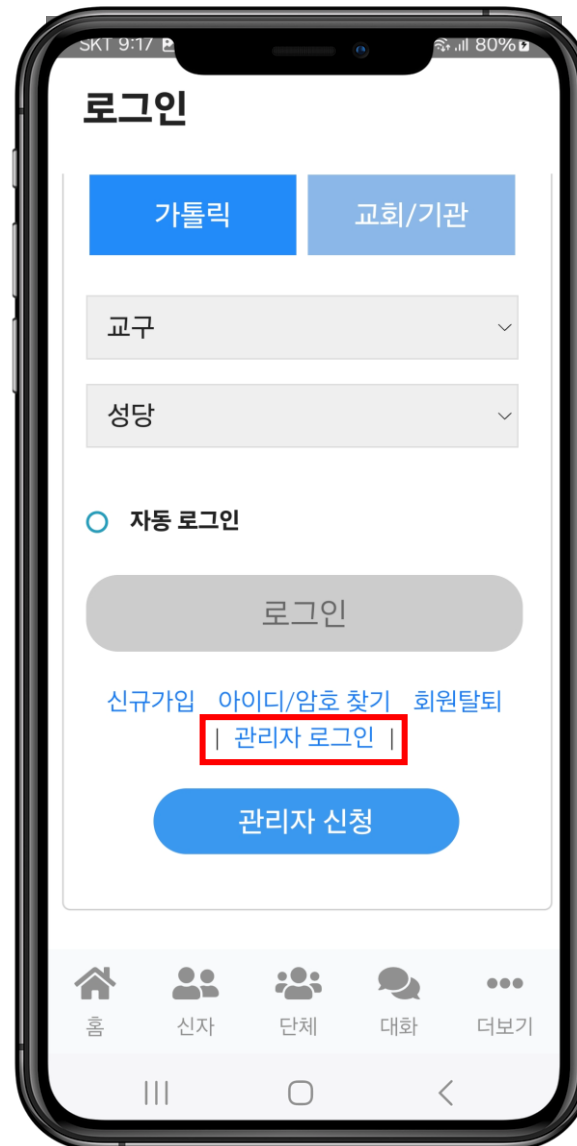 SKT 9:17
80%
로그인
가톨릭 교회/기관
교구
성당
자동 로그인
로그인
신규가입 아이디/암호 찾기 회원탈퇴
| 관리자 로그인 |
관리자 신청
홈 신자 단체 대화 더보기